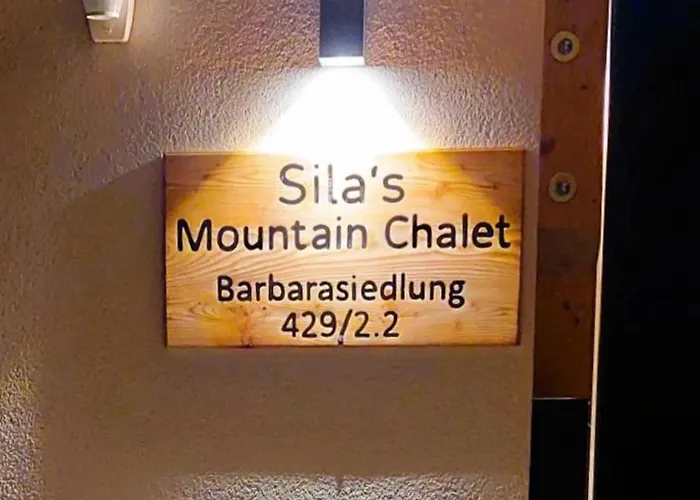 Sila‘s
Mountain Chalet
Barbarasiedlung
429/2.2